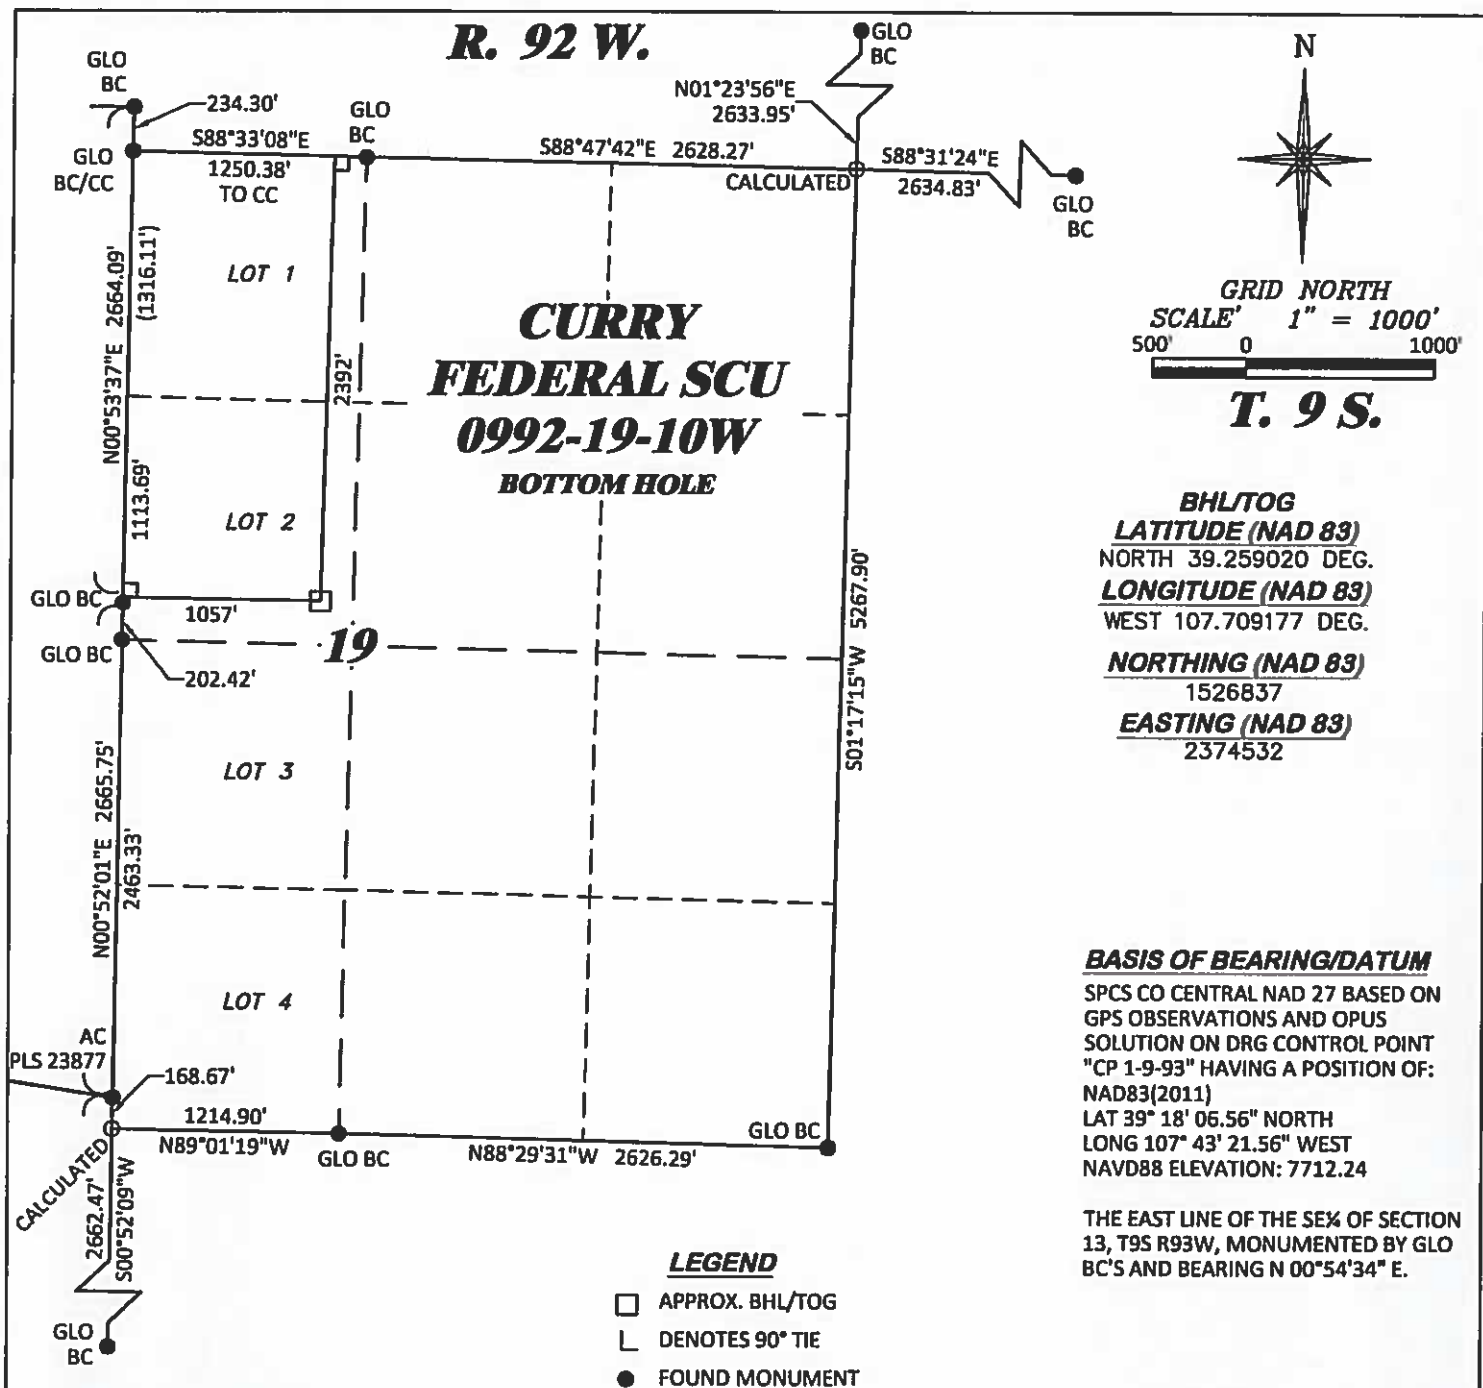 R. 92 W.
GLO
BC
GLO
BC
N
234.30'
GLO
BC
N01°23'56"E
2633.95'
S88°33'08"E
S88°47'42"E 2628.27'
S88°31'24"E
GLO
BC/CC
1250.38'
TO CC
CALCULATED
2634.83'
GLO
BC
LOT 1
N00°53'37"E 2664.09'
(1316.11')
GRID NORTH
SCALE' 1" = 1000'
500' 0 1000'
T. 9 S.
CURRY
FEDERAL SCU
0992-19-10W
BOTTOM HOLE
2392'
1113.69'
LOT 2
BHL/TOG
LATITUDE (NAD 83)
NORTH 39.259020 DEG.
LONGITUDE (NAD 83)
WEST 107.709177 DEG.
NORTHING (NAD 83)
1526837
EASTING (NAD 83)
2374532
GLO BC
1057'
19
GLO BC
202.42'
S01°17'15"W 5267.90'
LOT 3
N00°52'01"E 2665.75'
2463.33'
LOT 4
BASIS OF BEARING/DATUM
SPCS CO CENTRAL NAD 27 BASED ON
GPS OBSERVATIONS AND OPUS
SOLUTION ON DRG CONTROL POINT
"CP 1-9-93" HAVING A POSITION OF:
NAD83(2011)
LAT 39° 18' 06.56" NORTH
LONG 107° 43' 21.56" WEST
NAVD88 ELEVATION: 7712.24
THE EAST LINE OF THE SE¼ OF SECTION
13, T9S R93W, MONUMENTED BY GLO
BC'S AND BEARING N 00°54'34" E.
AC
PLS 23877
168.67'
1214.90'
N89°01'19"W
GLO BC
N88°29'31"W 2626.29'
GLO BC
CALCULATED
2662.47'
S00°52'09"W
GLO
BC
LEGEND
APPROX. BHL/TOG
DENOTES 90° TIE
FOUND MONUMENT